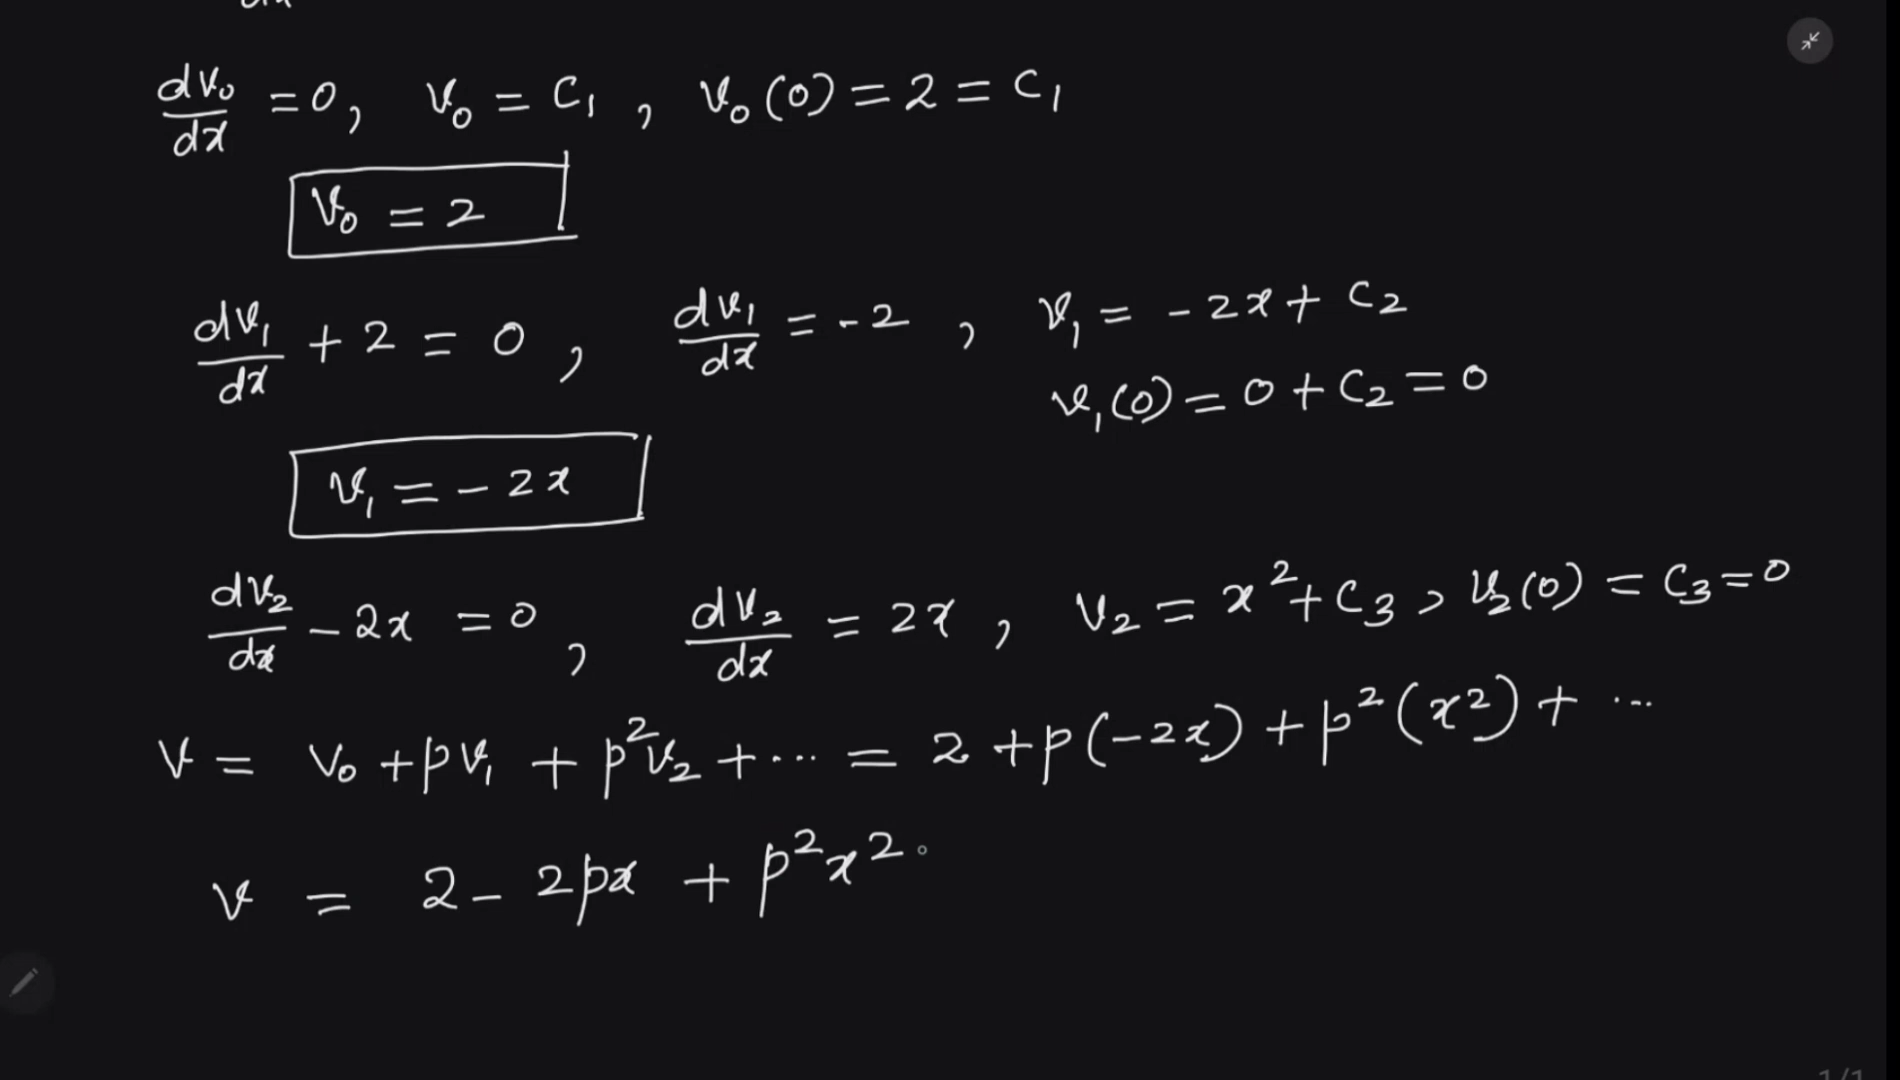 dv₀/dx = 0, v₀ = C₁, v₀(0) = 2 = C₁
v₀ = 2
dv₁/dx + 2 = 0, dv₁/dx = -2, v₁ = -2x + C₂
v₁(0) = 0 + C₂ = 0
v₁ = -2x
dv₂/dx - 2x = 0, dv₂/dx = 2x, v₂ = x² + C₃, v₂(0) = C₃ = 0
v = v₀ + pv₁ + p²v₂ + ... = 2 + p(-2x) + p²(x²) + ...
v = 2 - 2px + p²x²